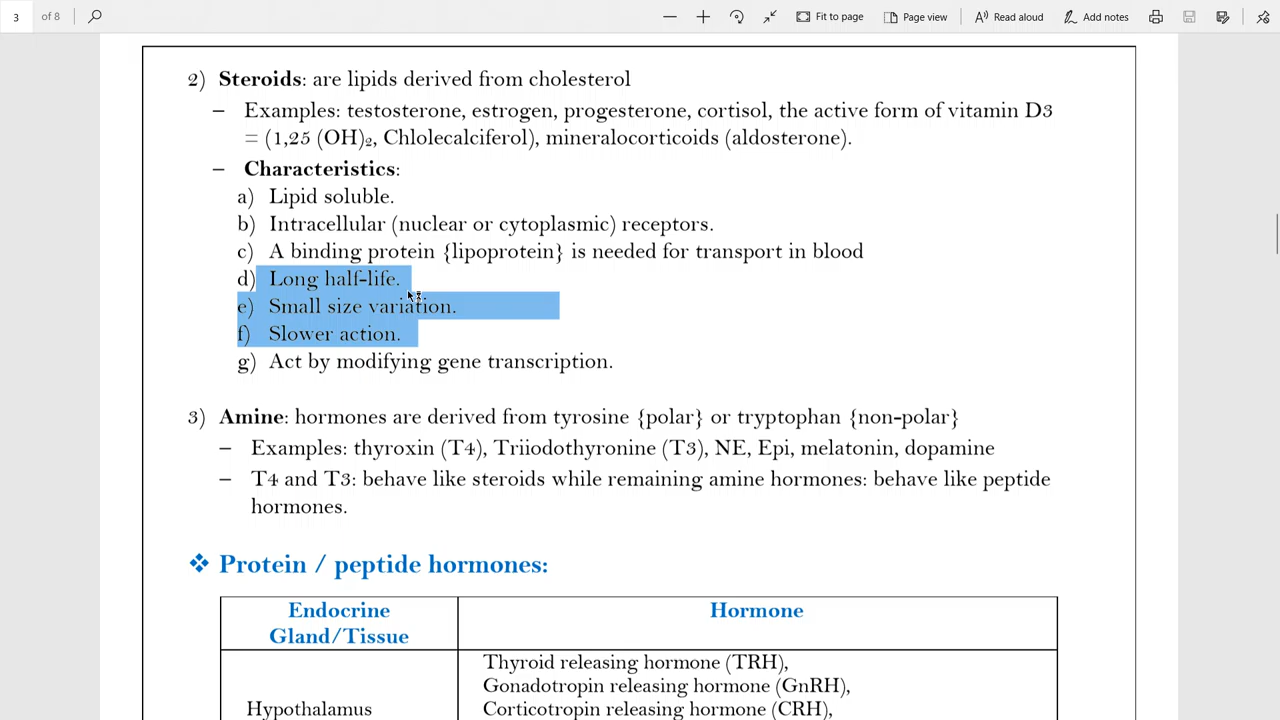 3 of 8 Fit to page Page view Read aloud Add notes
2) Steroids: are lipids derived from cholesterol
– Examples: testosterone, estrogen, progesterone, cortisol, the active form of vitamin D3
= (1,25 (OH)₂, Chlolecalciferol), mineralocorticoids (aldosterone).
– Characteristics:
a) Lipid soluble.
b) Intracellular (nuclear or cytoplasmic) receptors.
c) A binding protein {lipoprotein} is needed for transport in blood
d) Long half-life.
e) Small size variation.
f) Slower action.
g) Act by modifying gene transcription.
3) Amine: hormones are derived from tyrosine {polar} or tryptophan {non-polar}
– Examples: thyroxin (T4), Triiodothyronine (T3), NE, Epi, melatonin, dopamine
– T4 and T3: behave like steroids while remaining amine hormones: behave like peptide
hormones.
❖ Protein / peptide hormones:
Endocrine
Gland/Tissue
Hormone
Hypothalamus
Thyroid releasing hormone (TRH),
Gonadotropin releasing hormone (GnRH),
Corticotropin releasing hormone (CRH),